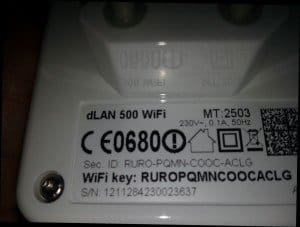 dLAN 500 WiFi MT:2503
230V~, 0.1A, 50Hz
CE0680
Sec. ID: RURO-PQMN-COOC-ACLG
WiFi key: RUROPQMNCOOCACLG
S/N: 1211284230023637